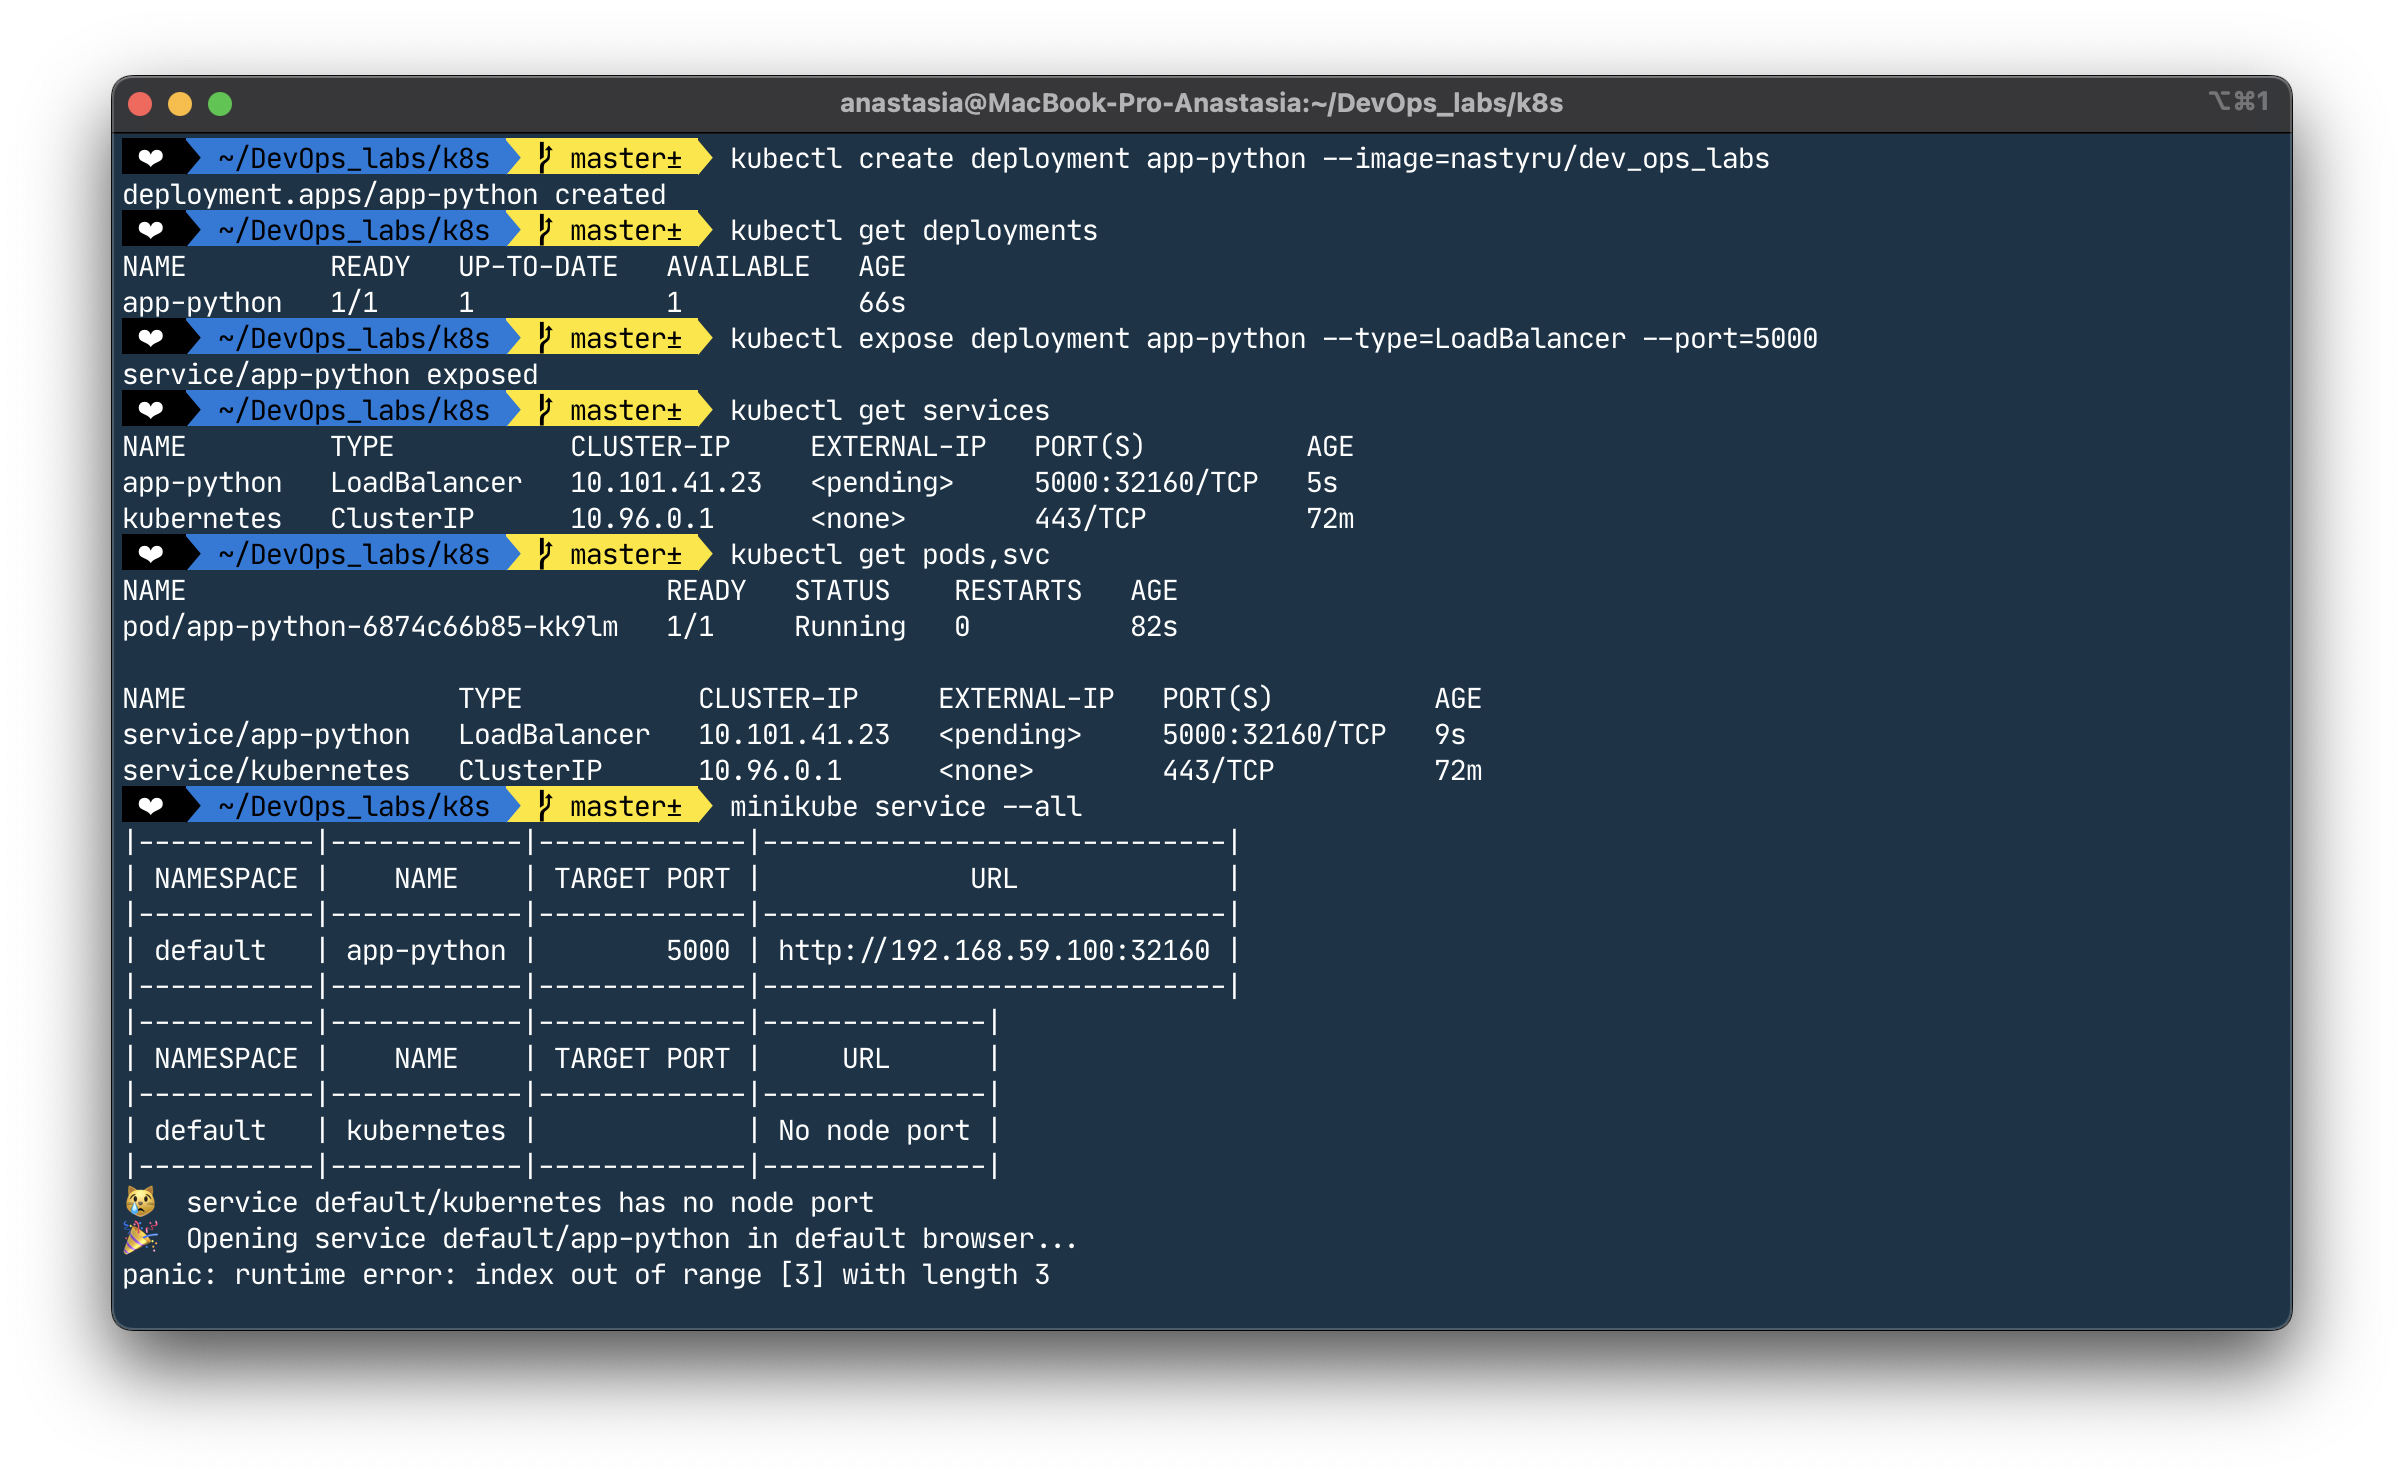 anastasia@MacBook-Pro-Anastasia:~/DevOps_labs/k8s ⌥⌘1
❤ ~/DevOps_labs/k8s master± kubectl create deployment app-python --image=nastyru/dev_ops_labs
deployment.apps/app-python created
❤ ~/DevOps_labs/k8s master± kubectl get deployments
NAME         READY   UP-TO-DATE   AVAILABLE   AGE
app-python   1/1     1            1           66s
❤ ~/DevOps_labs/k8s master± kubectl expose deployment app-python --type=LoadBalancer --port=5000
service/app-python exposed
❤ ~/DevOps_labs/k8s master± kubectl get services
NAME         TYPE           CLUSTER-IP     EXTERNAL-IP   PORT(S)          AGE
app-python   LoadBalancer   10.101.41.23   <pending>     5000:32160/TCP   5s
kubernetes   ClusterIP      10.96.0.1      <none>        443/TCP          72m
❤ ~/DevOps_labs/k8s master± kubectl get pods,svc
NAME                              READY   STATUS    RESTARTS   AGE
pod/app-python-6874c66b85-kk9lm   1/1     Running   0          82s
NAME                 TYPE           CLUSTER-IP     EXTERNAL-IP   PORT(S)          AGE
service/app-python   LoadBalancer   10.101.41.23   <pending>     5000:32160/TCP   9s
service/kubernetes   ClusterIP      10.96.0.1      <none>        443/TCP          72m
❤ ~/DevOps_labs/k8s master± minikube service --all
|-----------|------------|-------------|-----------------------------|
| NAMESPACE |    NAME    | TARGET PORT |             URL             |
|-----------|------------|-------------|-----------------------------|
| default   | app-python |        5000 | http://192.168.59.100:32160 |
|-----------|------------|-------------|-----------------------------|
|-----------|------------|-------------|--------------|
| NAMESPACE |    NAME    | TARGET PORT |     URL      |
|-----------|------------|-------------|--------------|
| default   | kubernetes |             | No node port |
|-----------|------------|-------------|--------------|
😿  service default/kubernetes has no node port
🎉  Opening service default/app-python in default browser...
panic: runtime error: index out of range [3] with length 3